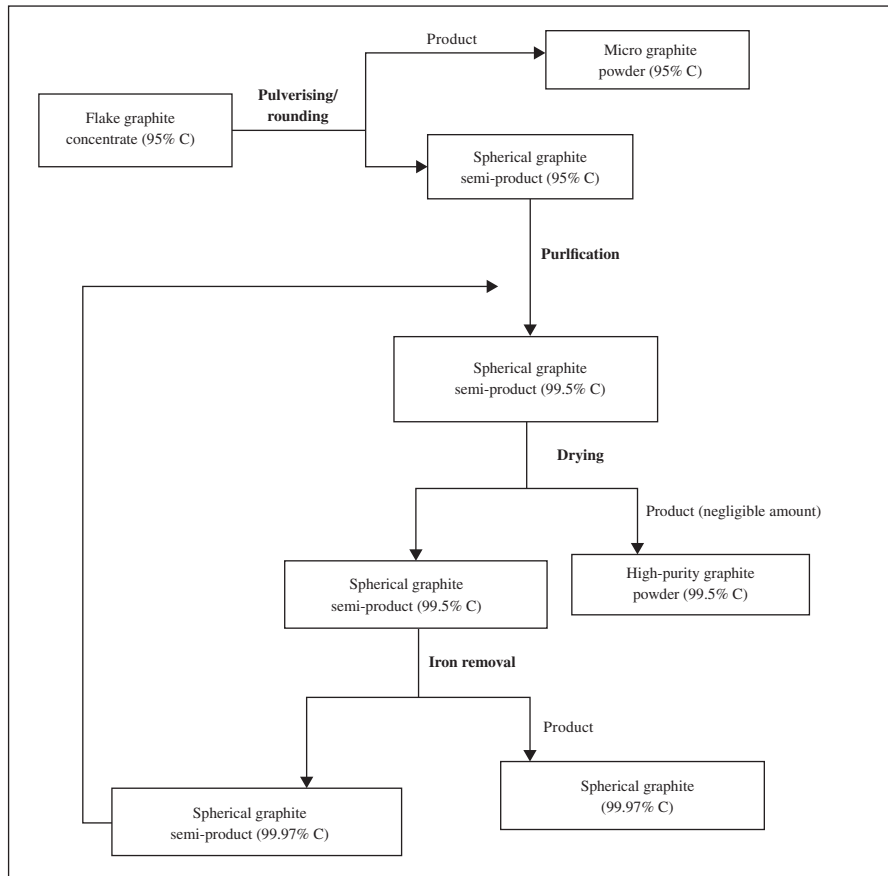 Product
Micro graphite
powder (95% C)
Pulverising/
rounding
Flake graphite
concentrate (95% C)
Spherical graphite
semi-product (95% C)
Purlfication
Spherical graphite
semi-product (99.5% C)
Drying
Product (negligible amount)
Spherical graphite
semi-product (99.5% C)
High-purity graphite
powder (99.5% C)
Iron removal
Product
Spherical graphite
semi-product (99.97% C)
Spherical graphite
(99.97% C)